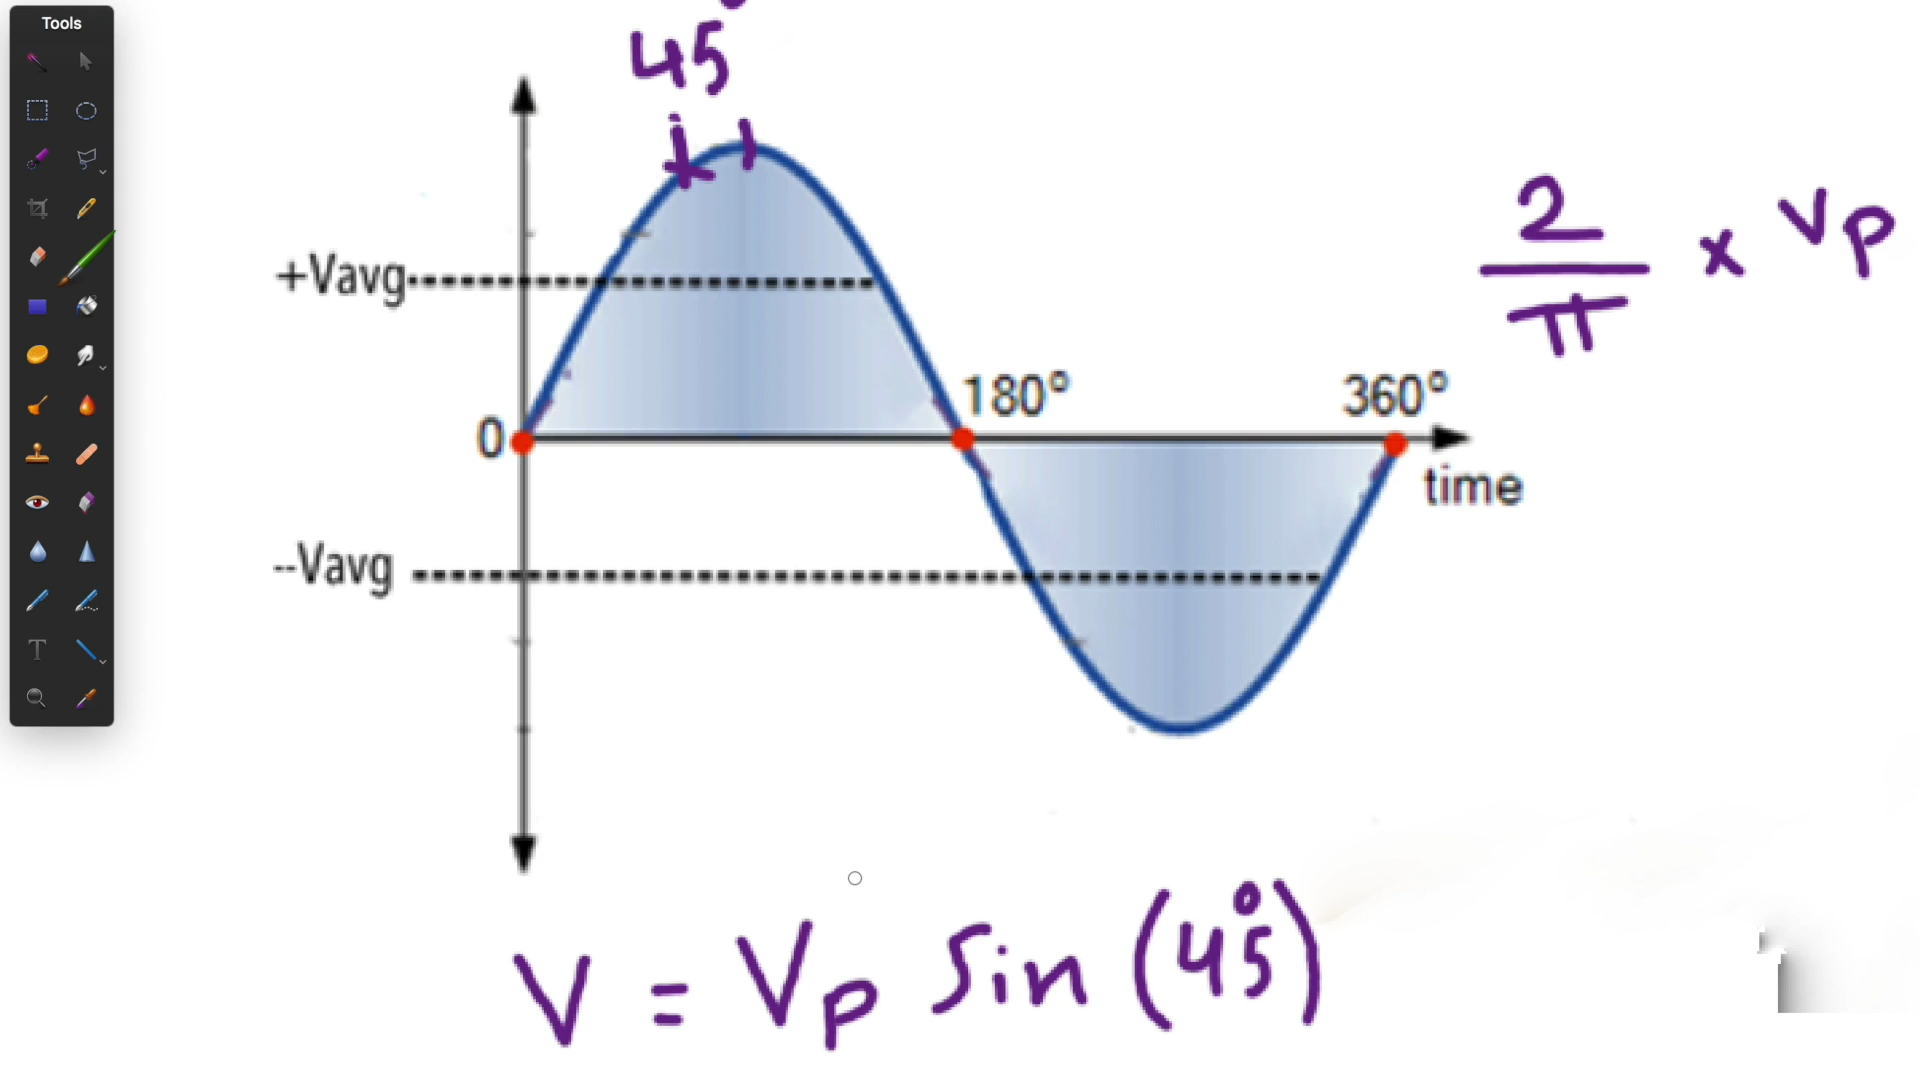 Tools
45°
2
π
x Vp
+Vavg
180°
360°
0
time
--Vavg
T
V = Vp Sin (45°)